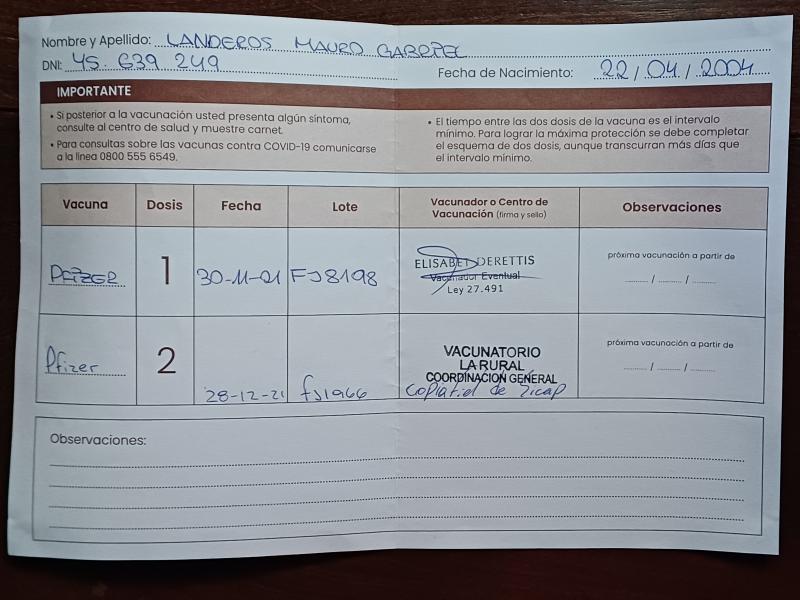 Nombre y Apellido: LANDEROS MAURO GABRIEL
DNI: 45.639 249
Fecha de Nacimiento: 22/04/2004
IMPORTANTE
• Si posterior a la vacunación usted presenta algún síntoma,
consulte al centro de salud y muestre carnet.
• Para consultas sobre las vacunas contra COVID-19 comunicarse
a la línea 0800 555 6549.
• El tiempo entre las dos dosis de la vacuna es el intervalo
mínimo. Para lograr la máxima protección se debe completar
el esquema de dos dosis, aunque transcurran más días que
el intervalo mínimo.
Vacuna Dosis Fecha Lote Vacunador o Centro de
Vacunación (firma y sello) Observaciones
PFIZER 1 30-11-21 FJ8198
ELISABET DERETTIS
Vacunador Eventual
Ley 27.491
próxima vacunación a partir de
/ /
Pfizer 2 28-12-21 fJ1966
VACUNATORIO
LA RURAL
COORDINACIÓN GENERAL
Copia fiel de Sicap
próxima vacunación a partir de
/ /
Observaciones: